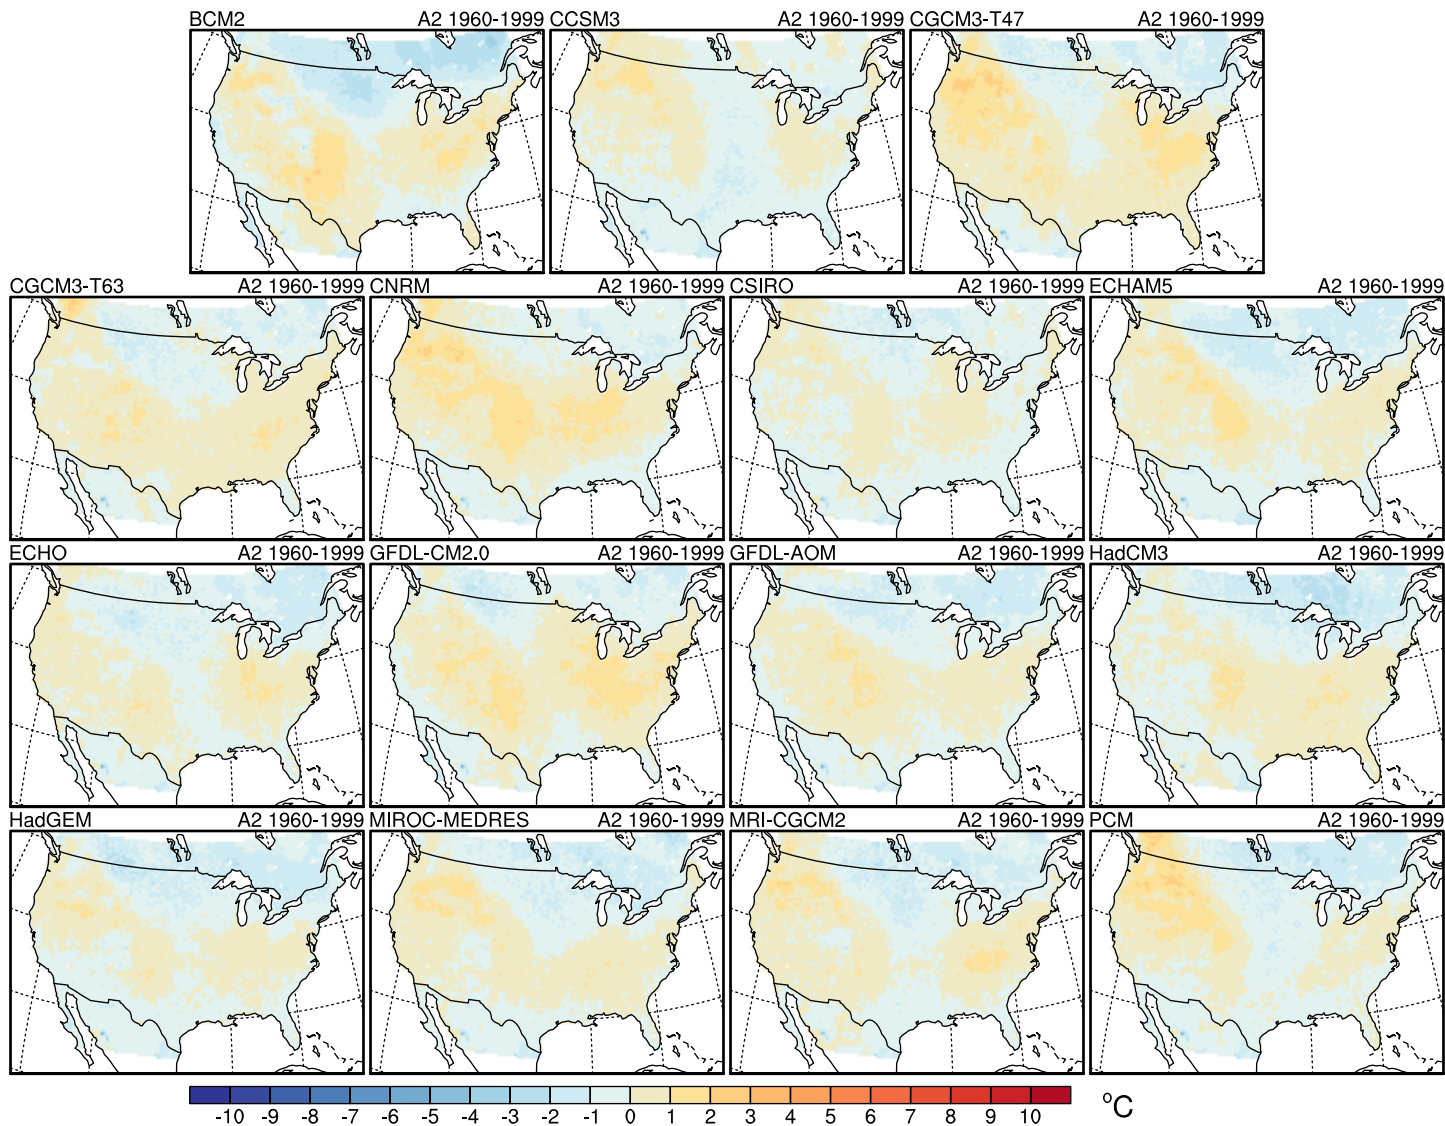 BCM2 A2 1960-1999 CCSM3 A2 1960-1999 CGCM3-T47 A2 1960-1999
CGCM3-T63 A2 1960-1999 CNRM A2 1960-1999 CSIRO A2 1960-1999 ECHAM5 A2 1960-1999
ECHO A2 1960-1999 GFDL-CM2.0 A2 1960-1999 GFDL-AOM A2 1960-1999 HadCM3 A2 1960-1999
HadGEM A2 1960-1999 MIROC-MEDRES A2 1960-1999 MRI-CGCM2 A2 1960-1999 PCM A2 1960-1999
-10 -9 -8 -7 -6 -5 -4 -3 -2 -1 0 1 2 3 4 5 6 7 8 9 10 °C